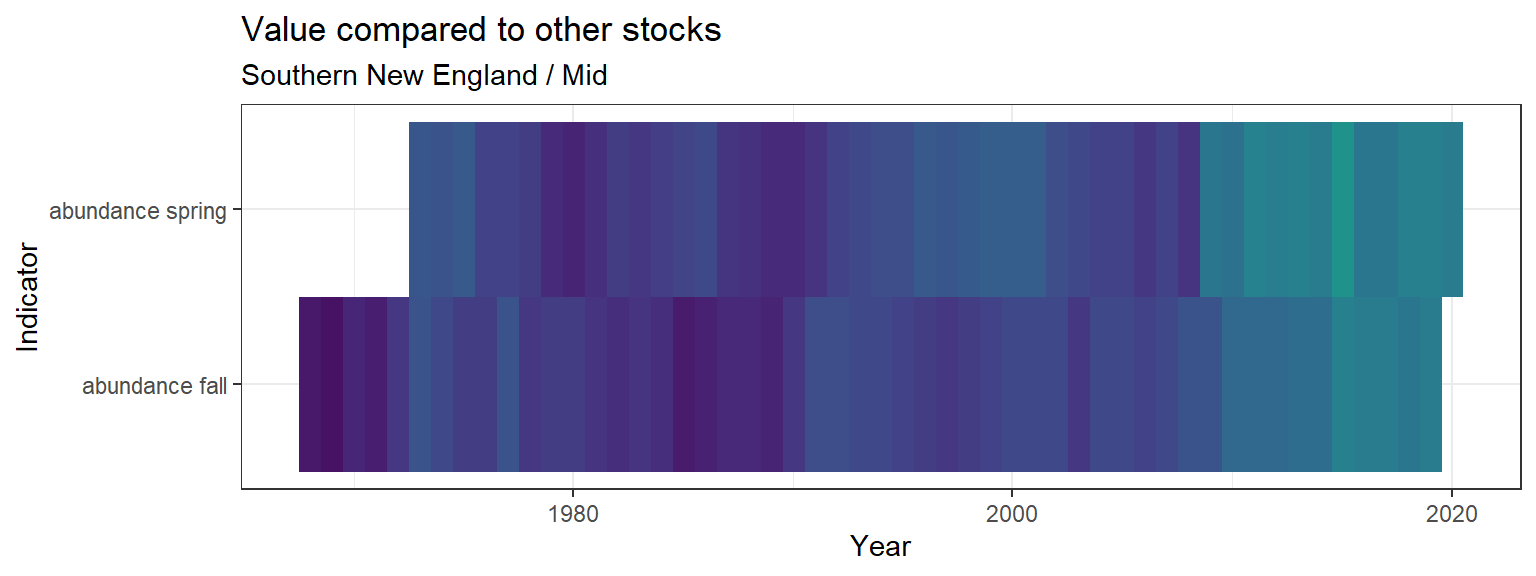 Value compared to other stocks
Southern New England / Mid
Indicator
abundance spring
abundance fall
1980
2000
2020
Year